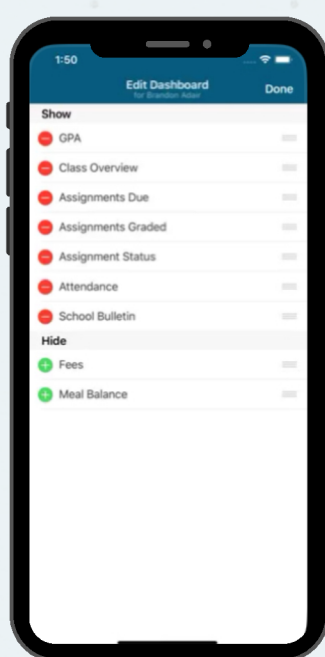 1:50
Edit Dashboard
Done
for Brandon Adair
Show
GPA
Class Overview
Assignments Due
Assignments Graded
Assignment Status
Attendance
School Bulletin
Hide
Fees
Meal Balance